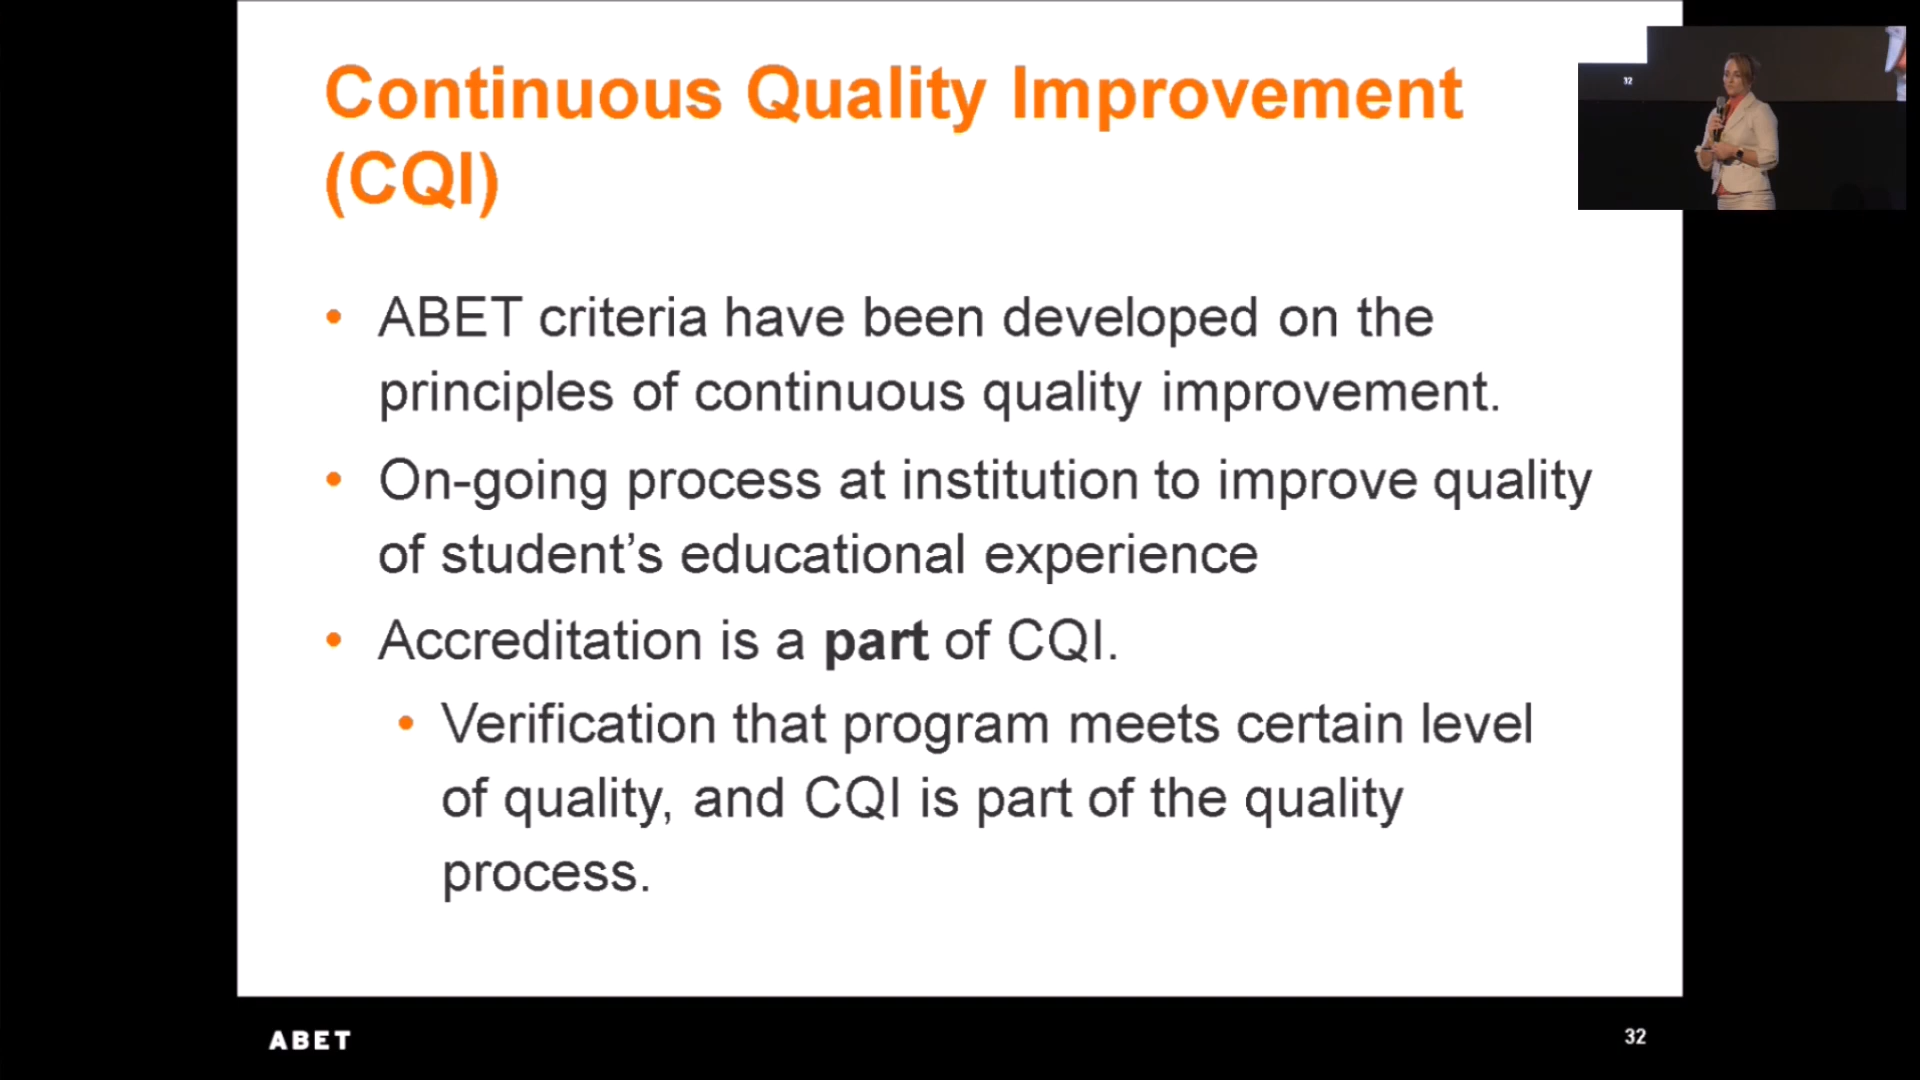 Continuous Quality Improvement
(CQI)
• ABET criteria have been developed on the
principles of continuous quality improvement.
• On-going process at institution to improve quality
of student’s educational experience
• Accreditation is a part of CQI.
• Verification that program meets certain level
of quality, and CQI is part of the quality
process.
ABET
32
32